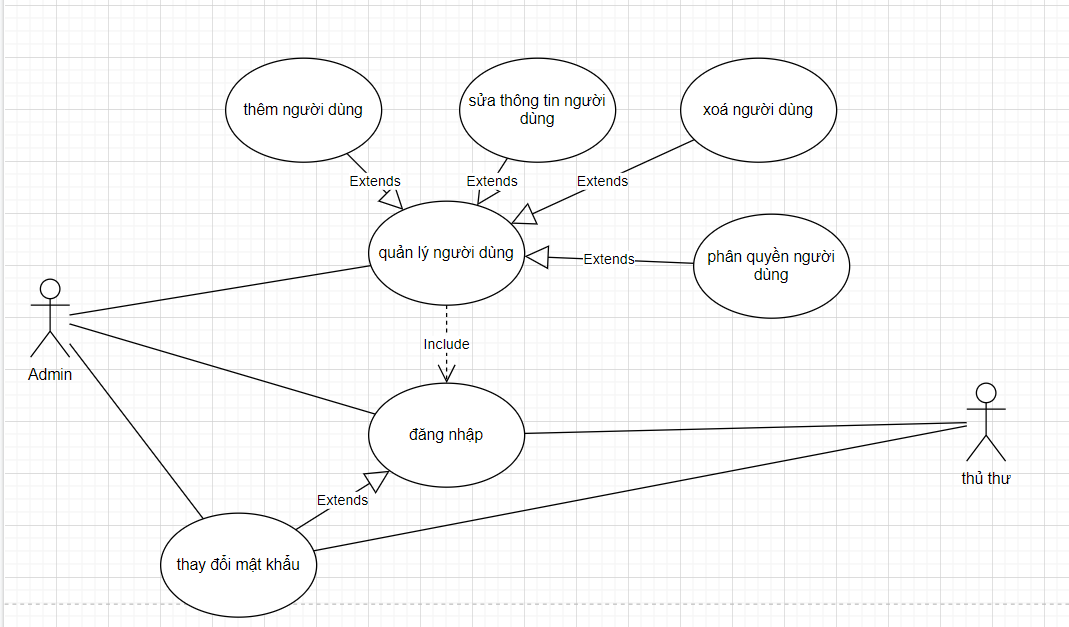 thêm người dùng
sửa thông tin người
dùng
xoá người dùng
Extends
Extends
Extends
quản lý người dùng
Extends
phân quyền người
dùng
Include
Admin
đăng nhập
thủ thư
Extends
thay đổi mật khẩu